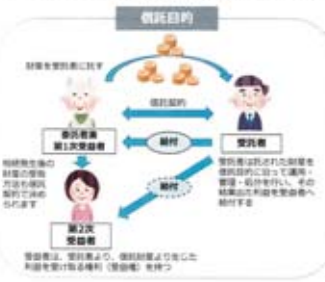 信託目的
財産を受託者に託す
信託契約
委託者兼
第1次受益者
給付
受託者
相続発生後の
財産の受取
方法も信託
契約で決め
られます
受託者は託された財産を
信託目的に沿って運用・
管理・処分を行い、その
結果出た利益を受益者へ
給付する
給付
第2次
受益者
受益者は、受託者より、信託財産より生じた
利益を受け取る権利（受益権）を持つ